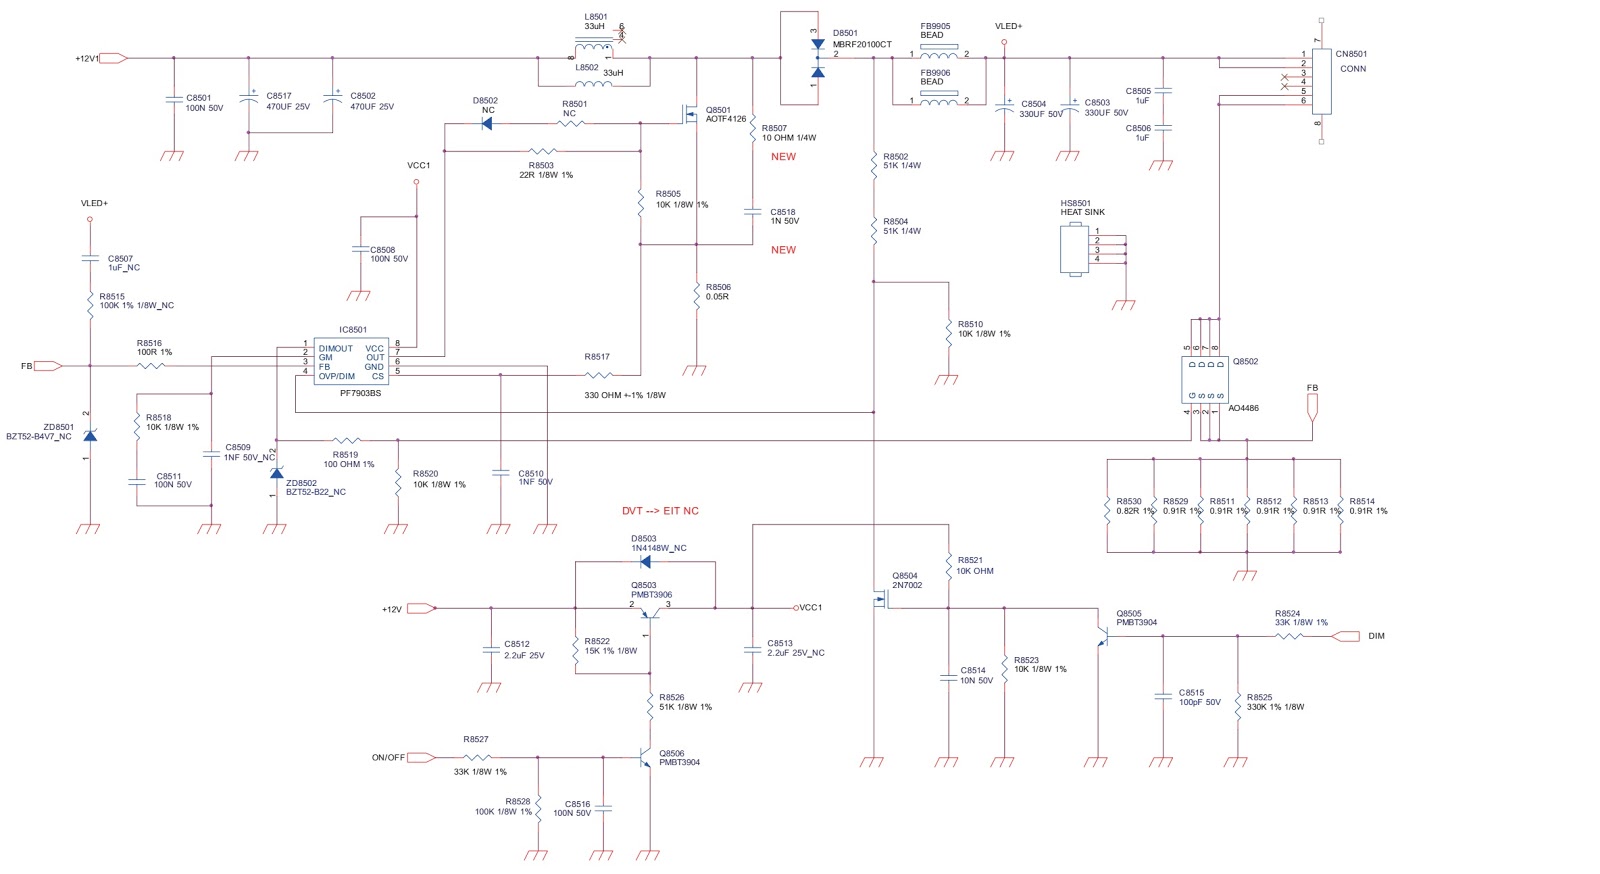 L8501
33uH
6
8
1
L8502
33uH
+12V1
C8501
100N 50V
C8517
470UF 25V
C8502
470UF 25V
D8502
NC
R8501
NC
Q8501
AOTF4126
R8503
22R 1/8W 1%
R8505
10K 1/8W 1%
R8507
10 OHM 1/4W
NEW
C8518
1N 50V
NEW
R8506
0.05R
3
D8501
MBRF20100CT
2
1
FB9905
BEAD
1
2
FB9906
BEAD
1
2
VLED+
C8504
330UF 50V
C8503
330UF 50V
C8505
1uF
C8506
1uF
7
CN8501
CONN
1
2
3
4
5
6
8
R8502
51K 1/4W
R8504
51K 1/4W
R8510
10K 1/8W 1%
HS8501
HEAT SINK
1
2
3
4
VCC1
C8508
100N 50V
VLED+
C8507
1uF_NC
R8515
100K 1% 1/8W_NC
FB
R8516
100R 1%
IC8501
1 DIMOUT VCC 8
2 GM OUT 7
3 FB GND 6
4 OVP/DIM CS 5
PF7903BS
R8517
330 OHM +-1% 1/8W
2
ZD8501
BZT52-B4V7_NC
1
R8518
10K 1/8W 1%
C8511
100N 50V
C8509
1NF 50V_NC
2
ZD8502
BZT52-B22_NC
1
R8519
100 OHM 1%
R8520
10K 1/8W 1%
C8510
1NF 50V
5 6 7 8
D D D D
Q8502
G S S S
4 3 2 1
AO4486
FB
R8530
0.82R 1%
R8529
0.91R 1%
R8511
0.91R 1%
R8512
0.91R 1%
R8513
0.91R 1%
R8514
0.91R 1%
DVT --> EIT NC
D8503
1N4148W_NC
Q8503
PMBT3906
2
3
1
+12V
VCC1
C8512
2.2uF 25V
R8522
15K 1% 1/8W
C8513
2.2uF 25V_NC
R8526
51K 1/8W 1%
ON/OFF
R8527
33K 1/8W 1%
Q8506
PMBT3904
R8528
100K 1/8W 1%
C8516
100N 50V
Q8504
2N7002
R8521
10K OHM
C8514
10N 50V
R8523
10K 1/8W 1%
Q8505
PMBT3904
C8515
100pF 50V
R8524
33K 1/8W 1%
DIM
R8525
330K 1% 1/8W